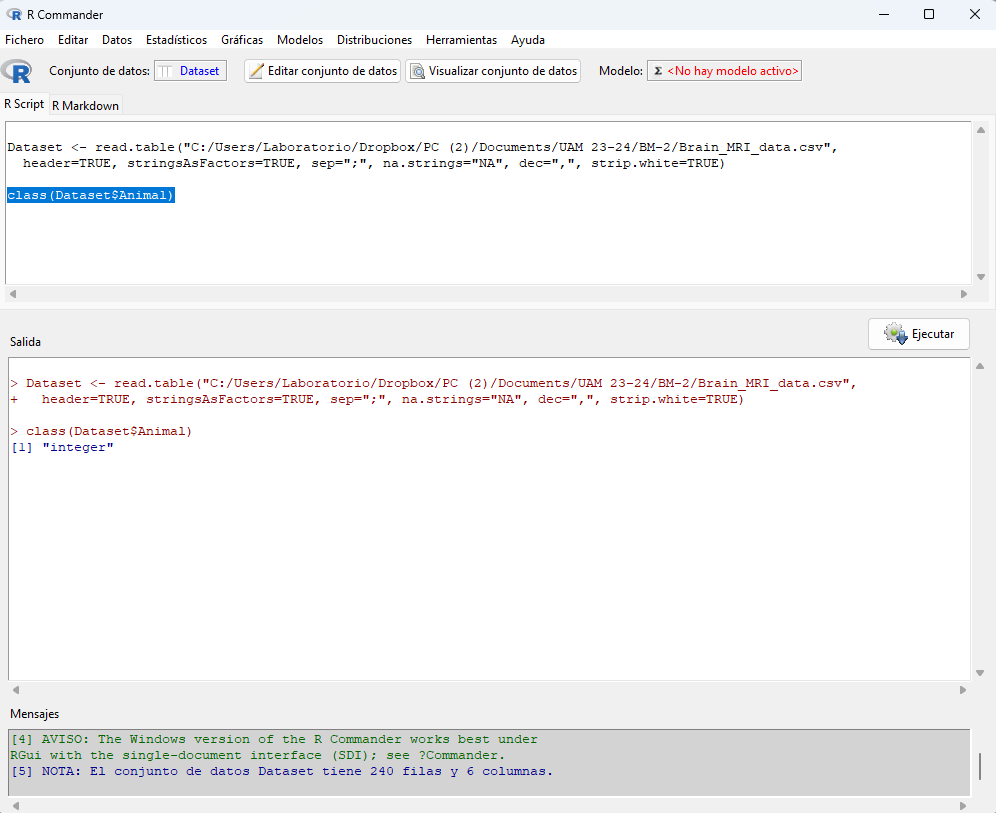 R Commander
Fichero Editar Datos Estadísticos Gráficas Modelos Distribuciones Herramientas Ayuda
R Conjunto de datos: Dataset Editar conjunto de datos Visualizar conjunto de datos Modelo: Σ <No hay modelo activo>
R Script R Markdown
Dataset <- read.table("C:/Users/Laboratorio/Dropbox/PC (2)/Documents/UAM 23-24/BM-2/Brain_MRI_data.csv",
  header=TRUE, stringsAsFactors=TRUE, sep=";", na.strings="NA", dec=",", strip.white=TRUE)
class(Dataset$Animal)
Ejecutar
Salida
> Dataset <- read.table("C:/Users/Laboratorio/Dropbox/PC (2)/Documents/UAM 23-24/BM-2/Brain_MRI_data.csv",
+   header=TRUE, stringsAsFactors=TRUE, sep=";", na.strings="NA", dec=",", strip.white=TRUE)
> class(Dataset$Animal)
[1] "integer"
Mensajes
[4] AVISO: The Windows version of the R Commander works best under
RGui with the single-document interface (SDI); see ?Commander.
[5] NOTA: El conjunto de datos Dataset tiene 240 filas y 6 columnas.